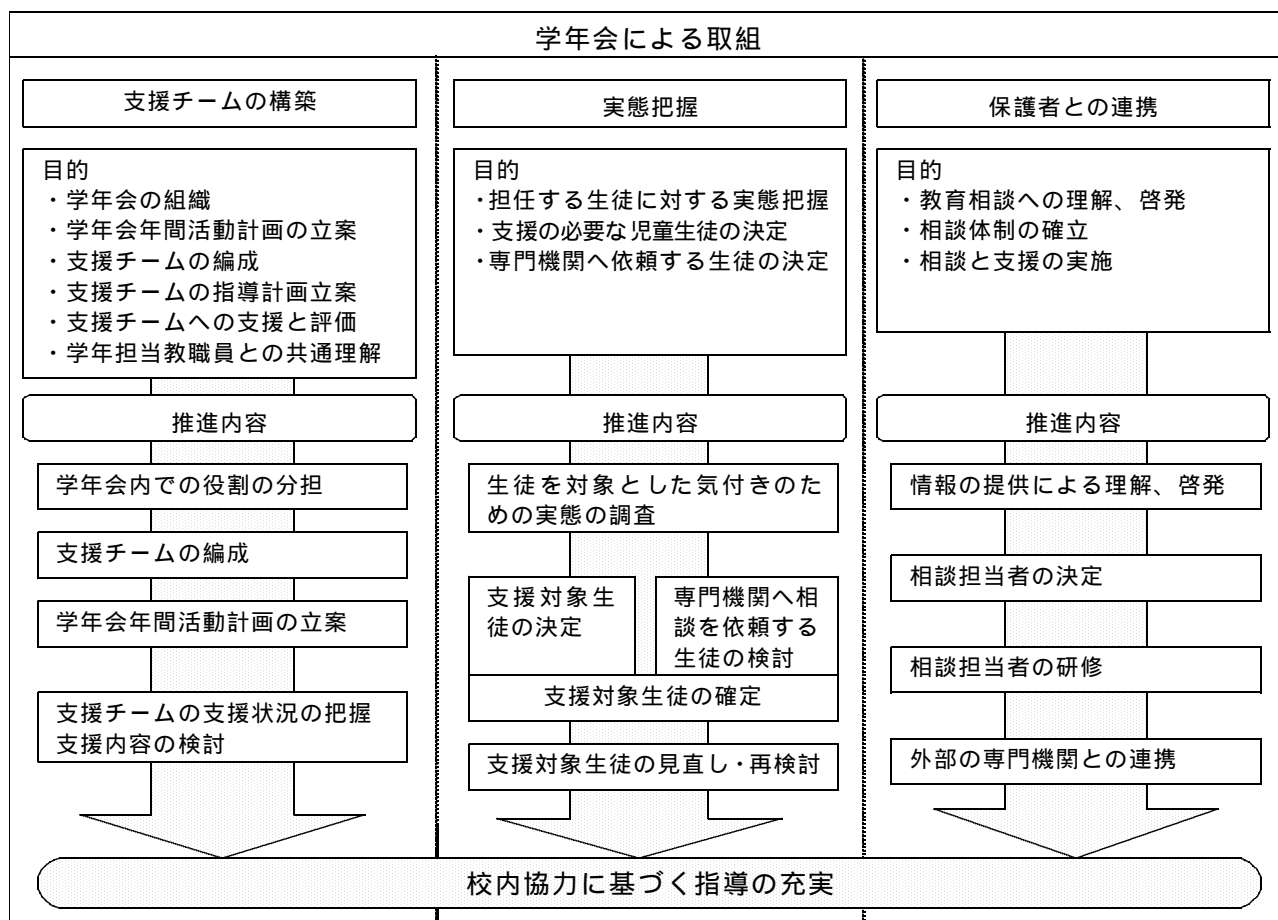 学年会による取組
支援チームの構築
目的
・学年会の組織
・学年会年間活動計画の立案
・支援チームの編成
・支援チームの指導計画立案
・支援チームへの支援と評価
・学年担当教職員との共通理解
推進内容
学年会内での役割の分担
支援チームの編成
学年会年間活動計画の立案
支援チームの支援状況の把握
支援内容の検討
実態把握
目的
・担任する生徒に対する実態把握
・支援の必要な児童生徒の決定
・専門機関へ依頼する生徒の決定
推進内容
生徒を対象とした気付きのた
めの実態の調査
支援対象生
徒の決定
専門機関へ相
談を依頼する
生徒の検討
支援対象生徒の確定
支援対象生徒の見直し・再検討
保護者との連携
目的
・教育相談への理解、啓発
・相談体制の確立
・相談と支援の実施
推進内容
情報の提供による理解、啓発
相談担当者の決定
相談担当者の研修
外部の専門機関との連携
校内協力に基づく指導の充実